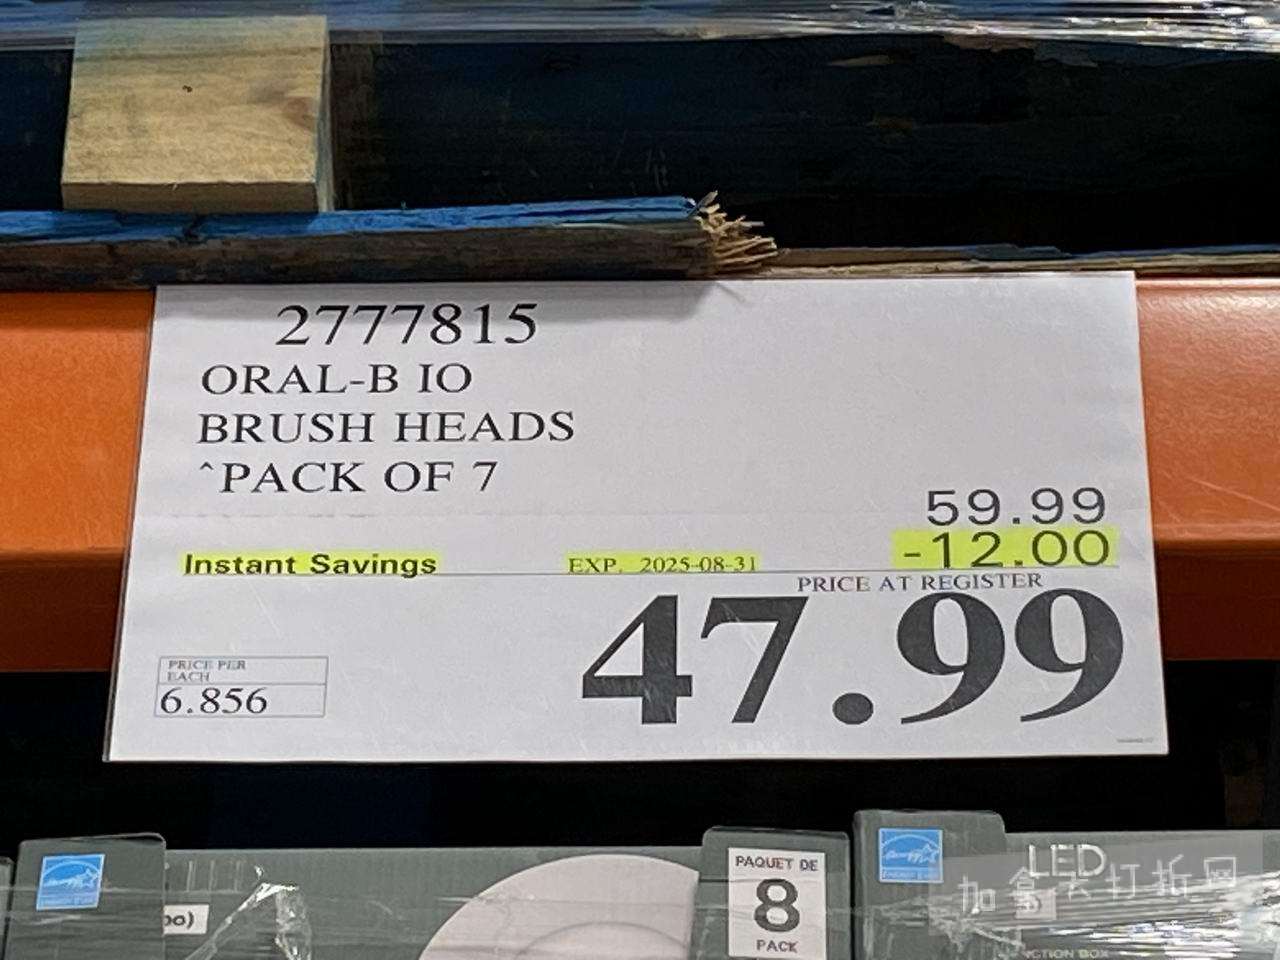 2777815
ORAL-B IO
BRUSH HEADS
^PACK OF 7
59.99
Instant Savings EXP. 2025-08-31 -12.00
PRICE AT REGISTER
47.99
PRICE PER
EACH
6.856
PAQUET DE
8
PACK
LED
加拿大打折网